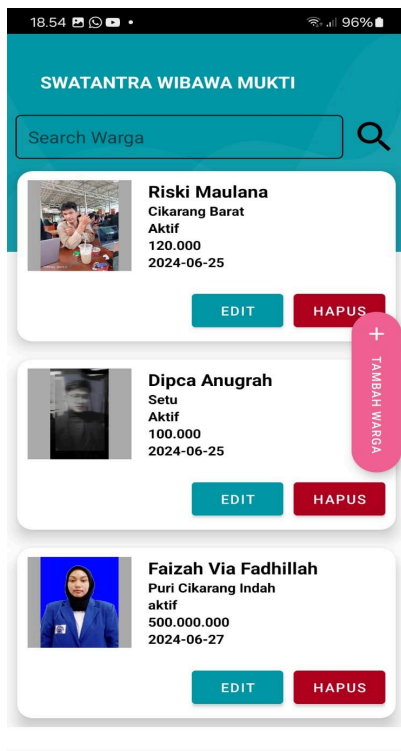 18.54
96%
SWATANTRA WIBAWA MUKTI
Search Warga
Riski Maulana
Cikarang Barat
Aktif
120.000
2024-06-25
EDIT
HAPUS
+
TAMBAH WARGA
Dipca Anugrah
Setu
Aktif
100.000
2024-06-25
EDIT
HAPUS
Faizah Via Fadhillah
Puri Cikarang Indah
aktif
500.000.000
2024-06-27
EDIT
HAPUS